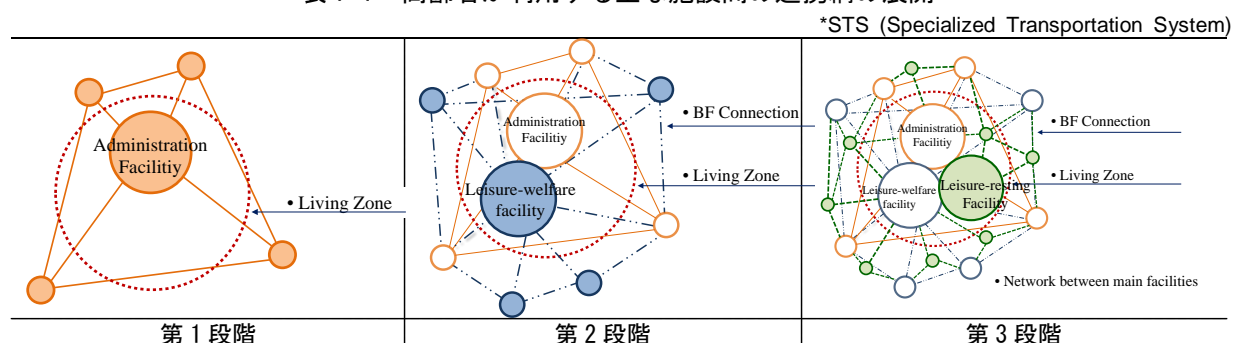 *STS (Specialized Transportation System)
Administration
Facilitiy
• Living Zone
Administration
Facilitiy
Leisure-welfare
facility
• BF Connection
• Living Zone
Administration
Facilitiy
Leisure-welfare
facility
Leisure-resting
Facility
• BF Connection
• Living Zone
• Network between main facilities
第1段階
第2段階
第3段階